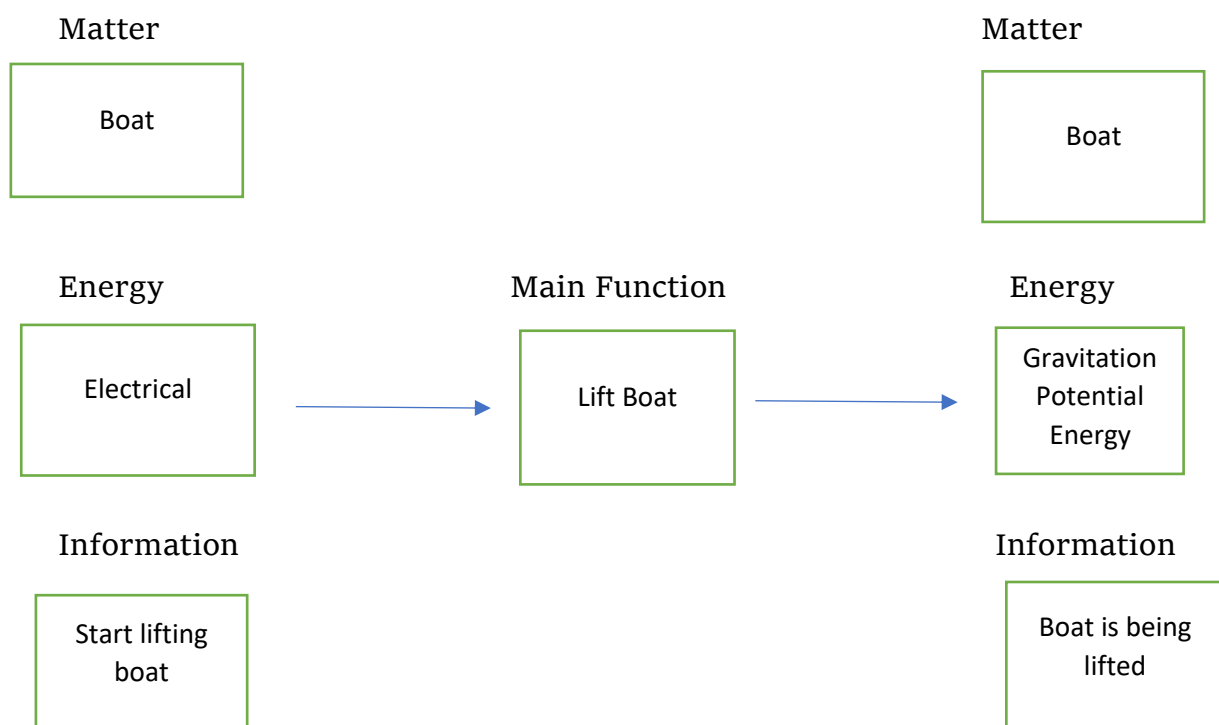 Matter
Matter
Boat
Boat
Energy
Main Function
Energy
Electrical
Lift Boat
Gravitation
Potential
Energy
Information
Information
Start lifting
boat
Boat is being
lifted